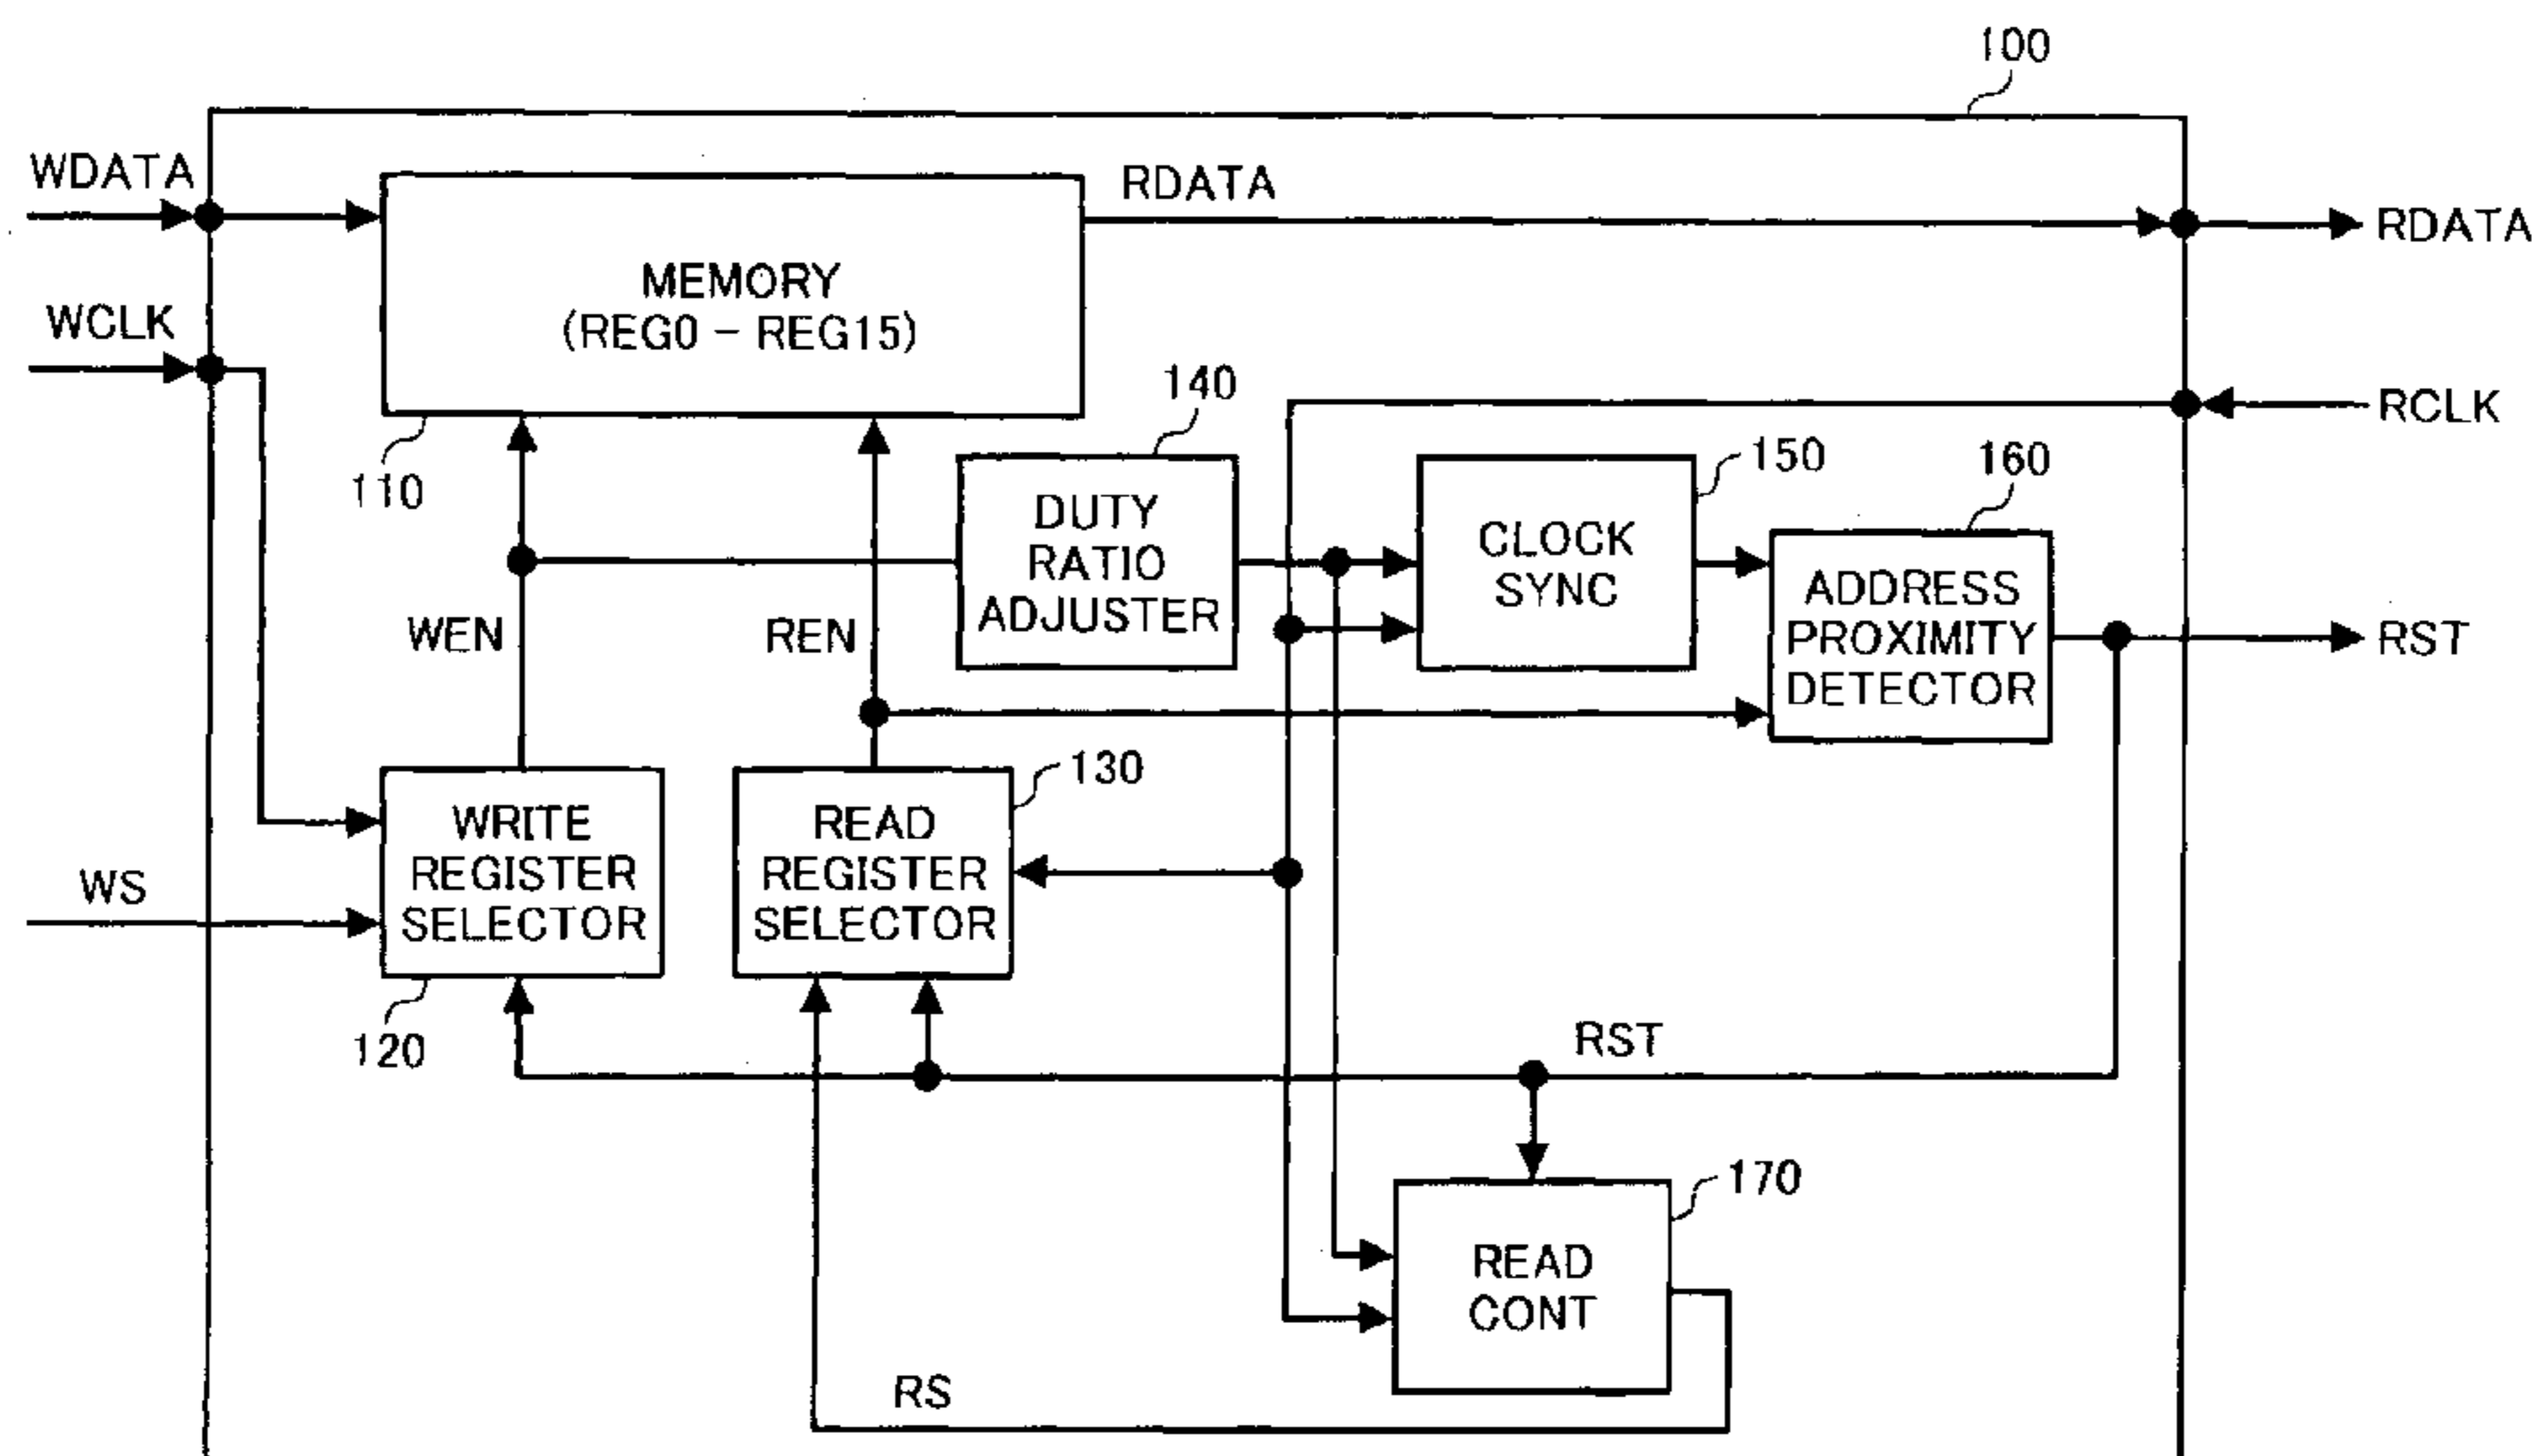 100
WDATA
RDATA
RDATA
MEMORY
(REG0 – REG15)
WCLK
140
RCLK
110
150
160
DUTY
RATIO
ADJUSTER
CLOCK
SYNC
ADDRESS
PROXIMITY
DETECTOR
WEN
REN
RST
130
WRITE
REGISTER
SELECTOR
READ
REGISTER
SELECTOR
WS
120
RST
170
READ
CONT
RS